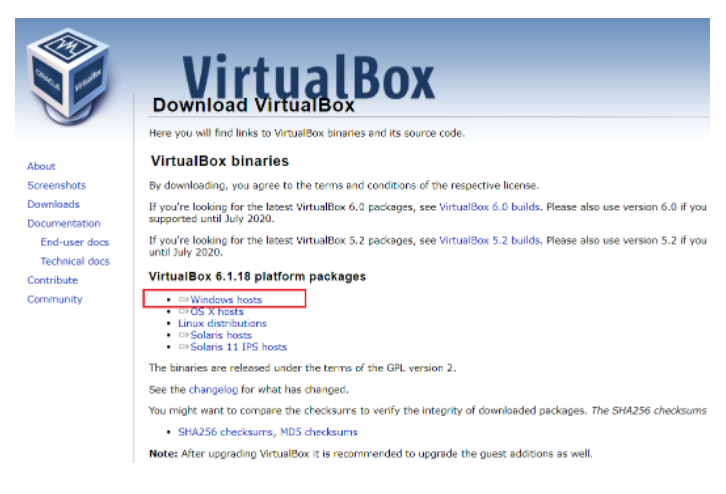 VirtualBox
Download VirtualBox
Here you will find links to VirtualBox binaries and its source code.
About
Screenshots
Downloads
Documentation
End-user docs
Technical docs
Contribute
Community
VirtualBox binaries
By downloading, you agree to the terms and conditions of the respective license.
If you're looking for the latest VirtualBox 6.0 packages, see VirtualBox 6.0 builds. Please also use version 6.0 if you
supported until July 2020.
If you're looking for the latest VirtualBox 5.2 packages, see VirtualBox 5.2 builds. Please also use version 5.2 if you
until July 2020.
VirtualBox 6.1.18 platform packages
Windows hosts
OS X hosts
Linux distributions
Solaris hosts
Solaris 11 IPS hosts
The binaries are released under the terms of the GPL version 2.
See the changelog for what has changed.
You might want to compare the checksums to verify the integrity of downloaded packages. The SHA256 checksums
SHA256 checksums, MD5 checksums
Note: After upgrading VirtualBox it is recommended to upgrade the guest additions as well.